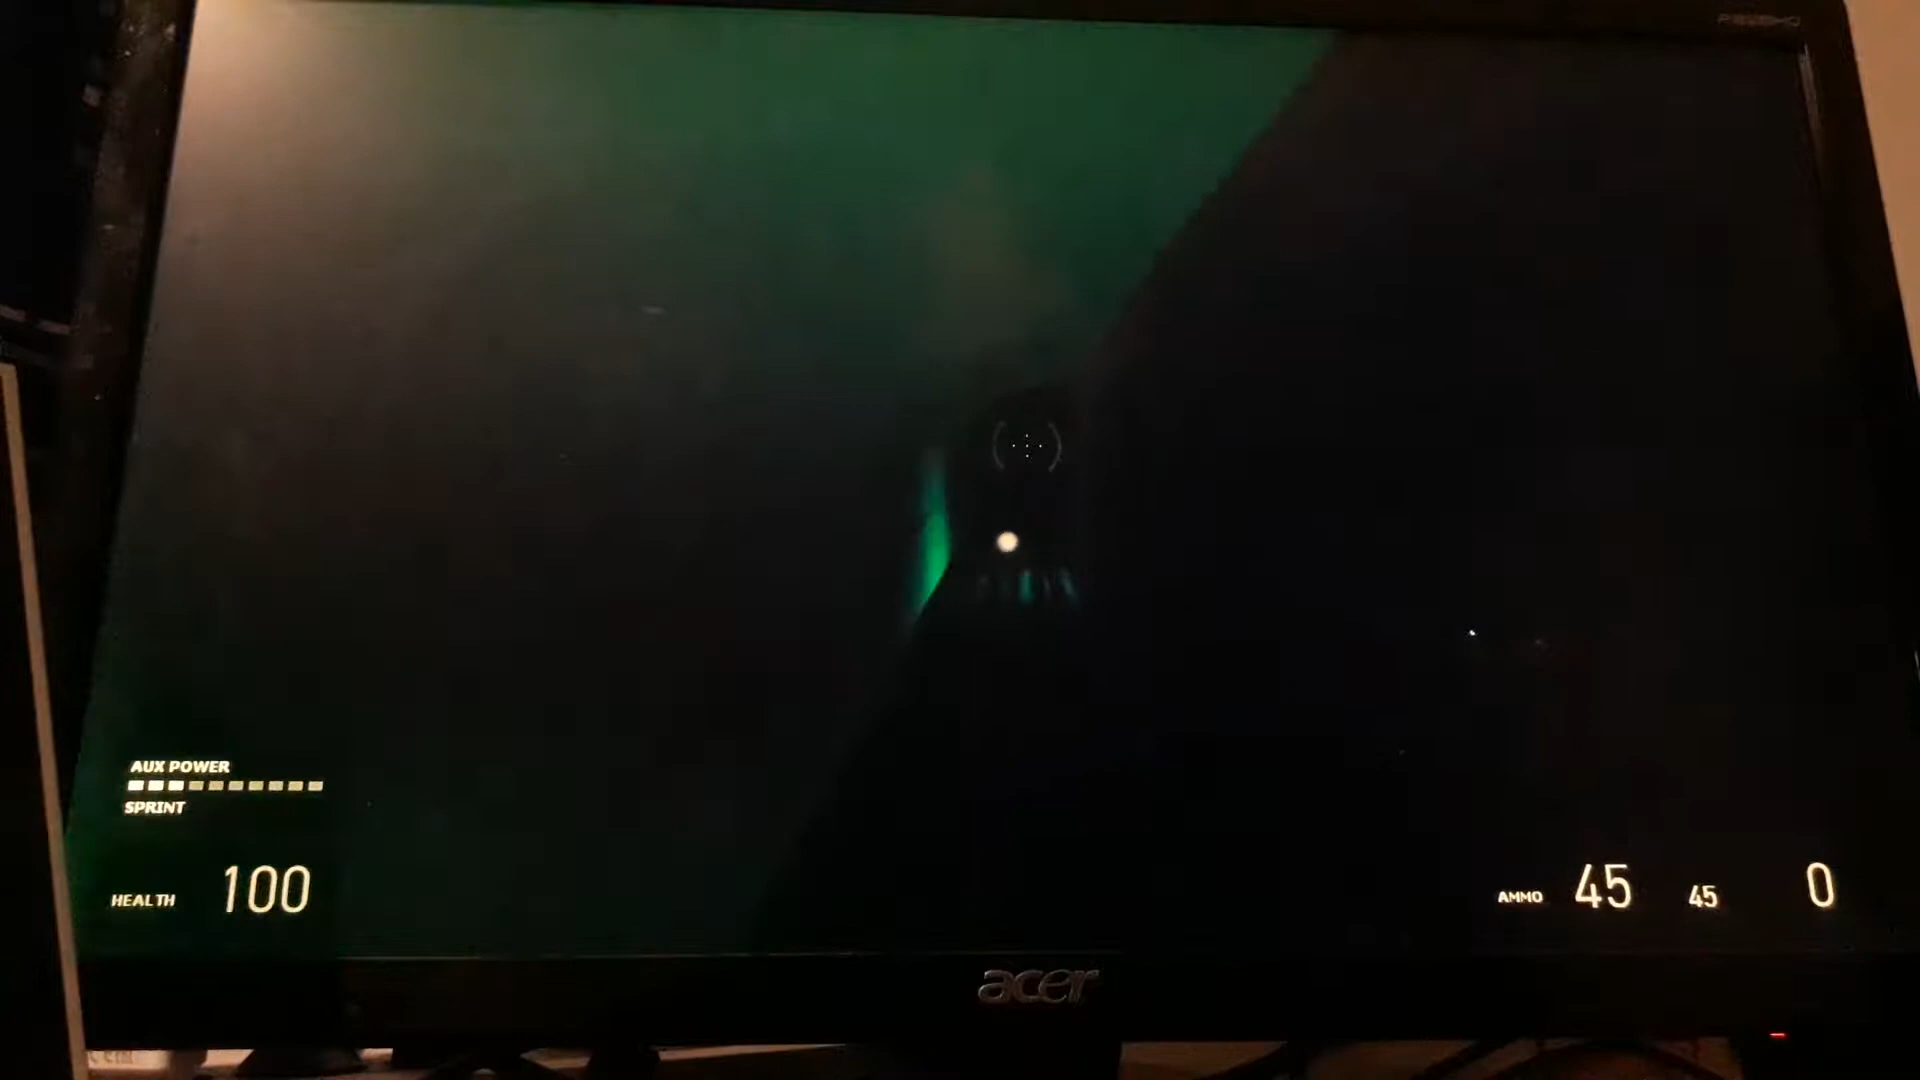 AUX POWER
SPRINT
HEALTH 100
AMMO 45 45 0
acer